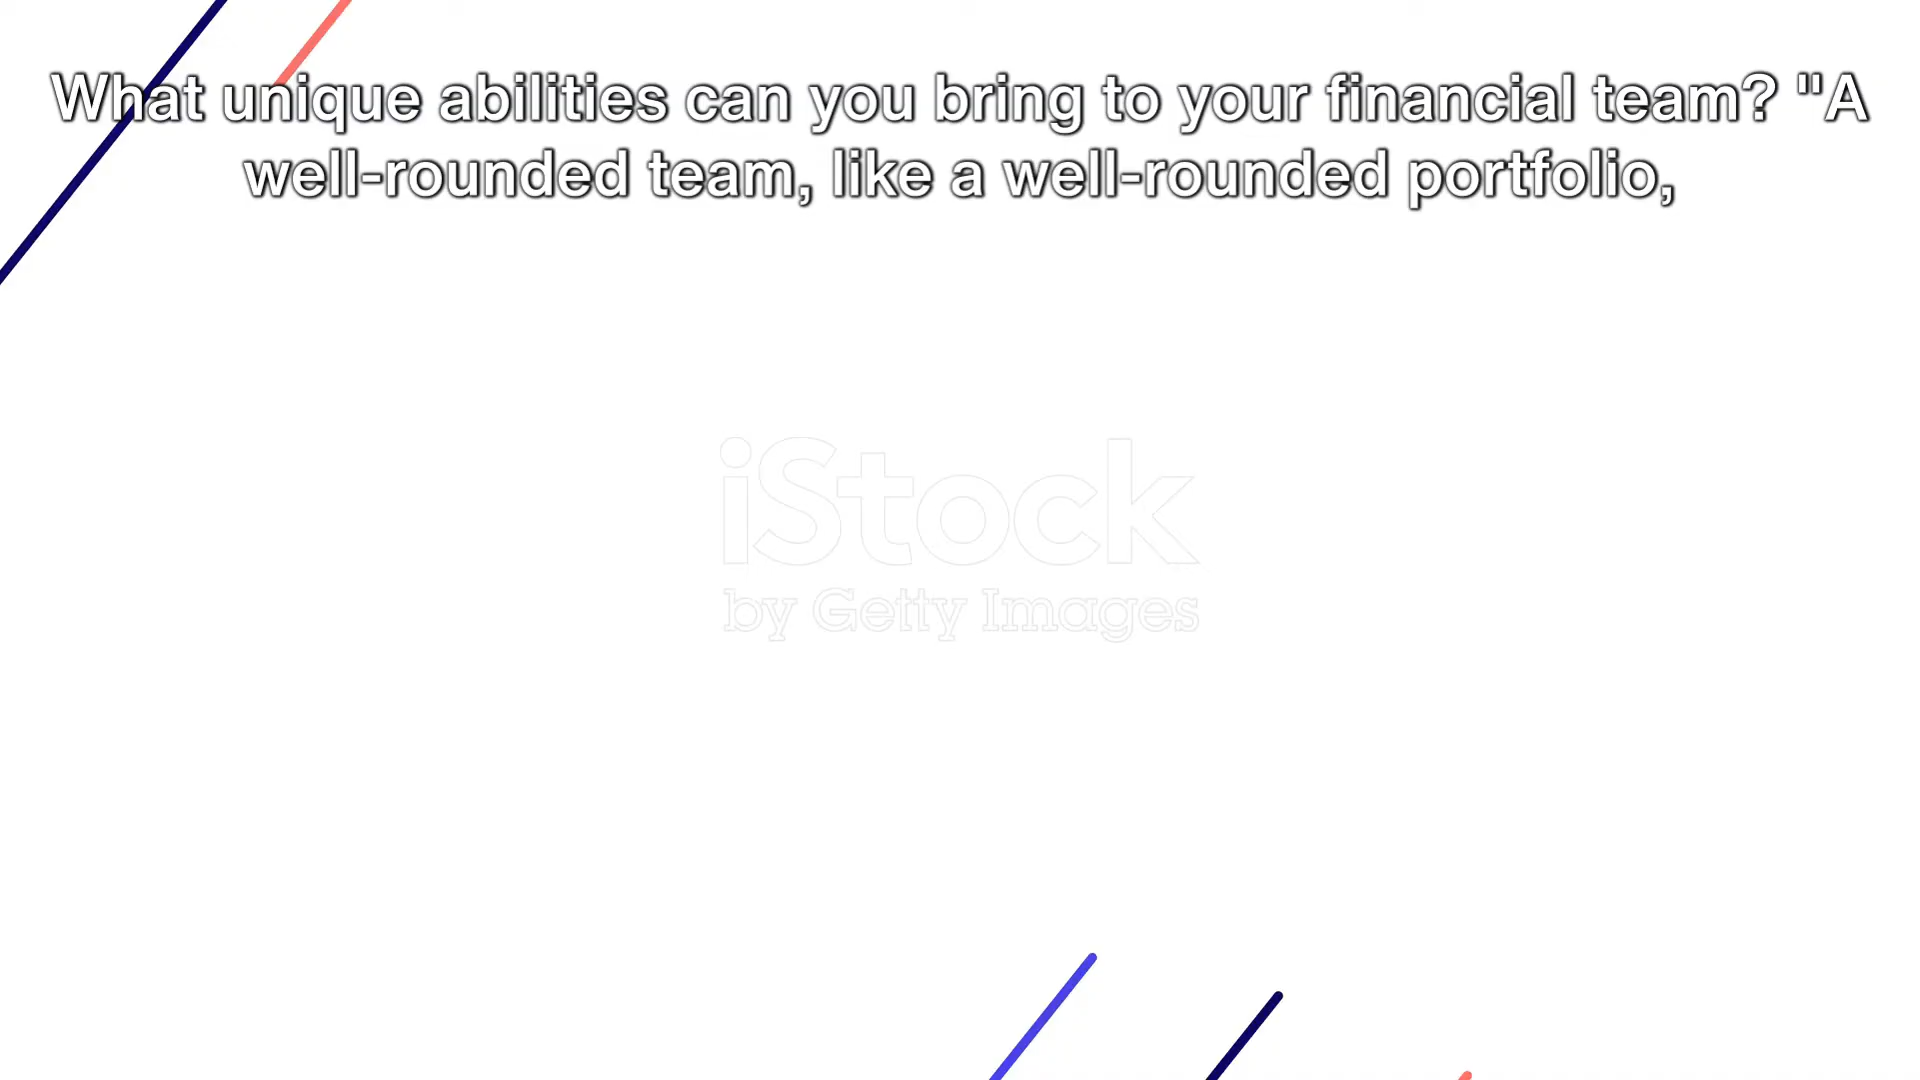 What unique abilities can you bring to your financial team? "A
well-rounded team, like a well-rounded portfolio,
iStock
by Getty Images